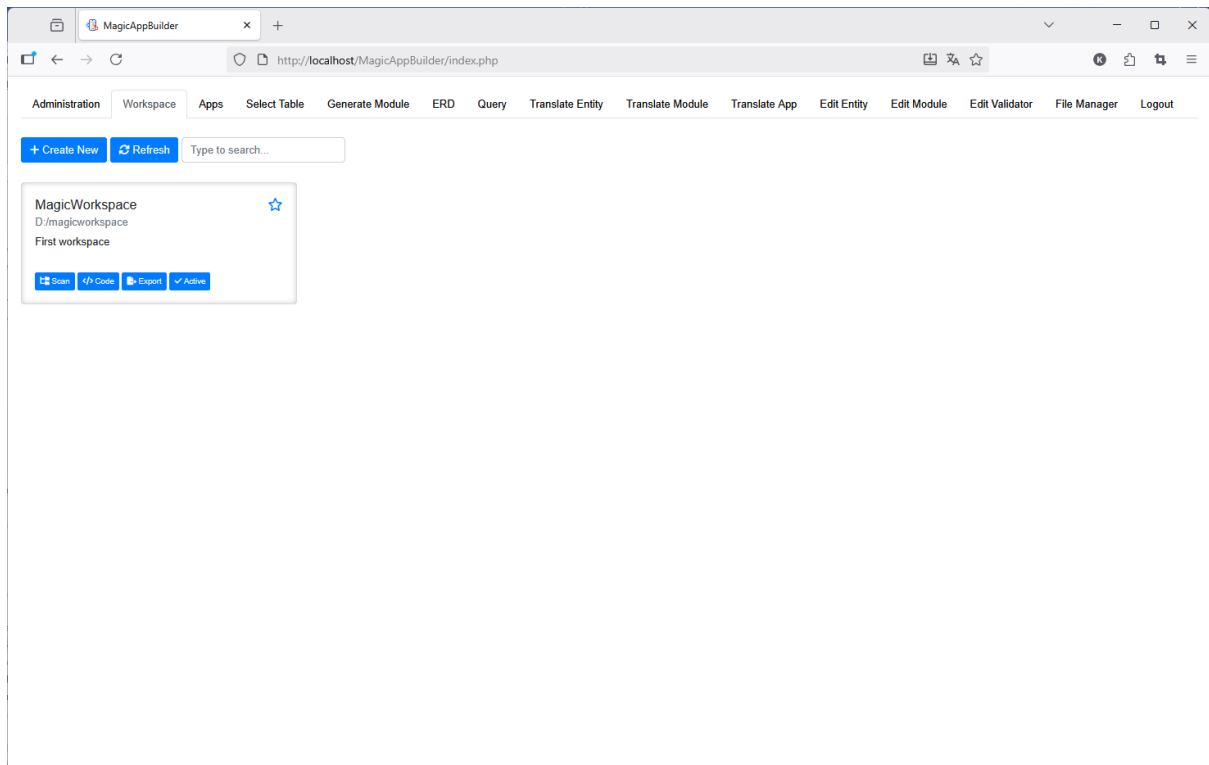 MagicAppBuilder
http://localhost/MagicAppBuilder/index.php
K
Administration Workspace Apps Select Table Generate Module ERD Query Translate Entity Translate Module Translate App Edit Entity Edit Module Edit Validator File Manager Logout
Create New Refresh Type to search...
MagicWorkspace
D:/magicworkspace
First workspace
Scan </> Code Export Active